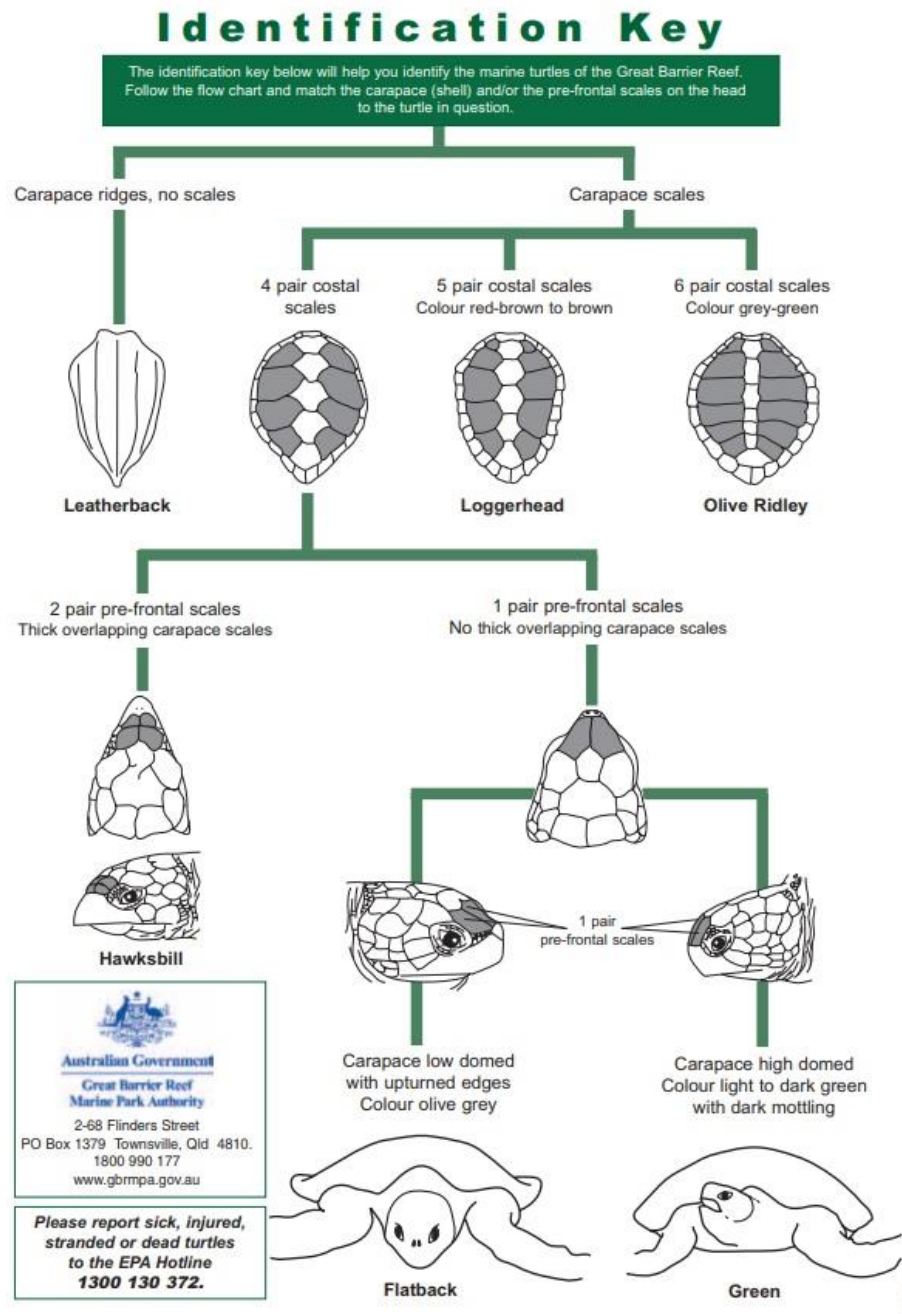 Identification Key
The identification key below will help you identify the marine turtles of the Great Barrier Reef.
Follow the flow chart and match the carapace (shell) and/or the pre-frontal scales on the head
to the turtle in question.
Carapace ridges, no scales
Carapace scales
4 pair costal
scales
5 pair costal scales
Colour red-brown to brown
6 pair costal scales
Colour grey-green
Leatherback
Loggerhead
Olive Ridley
2 pair pre-frontal scales
Thick overlapping carapace scales
1 pair pre-frontal scales
No thick overlapping carapace scales
Hawksbill
1 pair
pre-frontal scales
Carapace low domed
with upturned edges
Colour olive grey
Carapace high domed
Colour light to dark green
with dark mottling
Flatback
Green
Australian Government
Great Barrier Reef
Marine Park Authority
2-68 Flinders Street
PO Box 1379 Townsville, Qld 4810.
1800 990 177
www.gbrmpa.gov.au
Please report sick, injured,
stranded or dead turtles
to the EPA Hotline
1300 130 372.